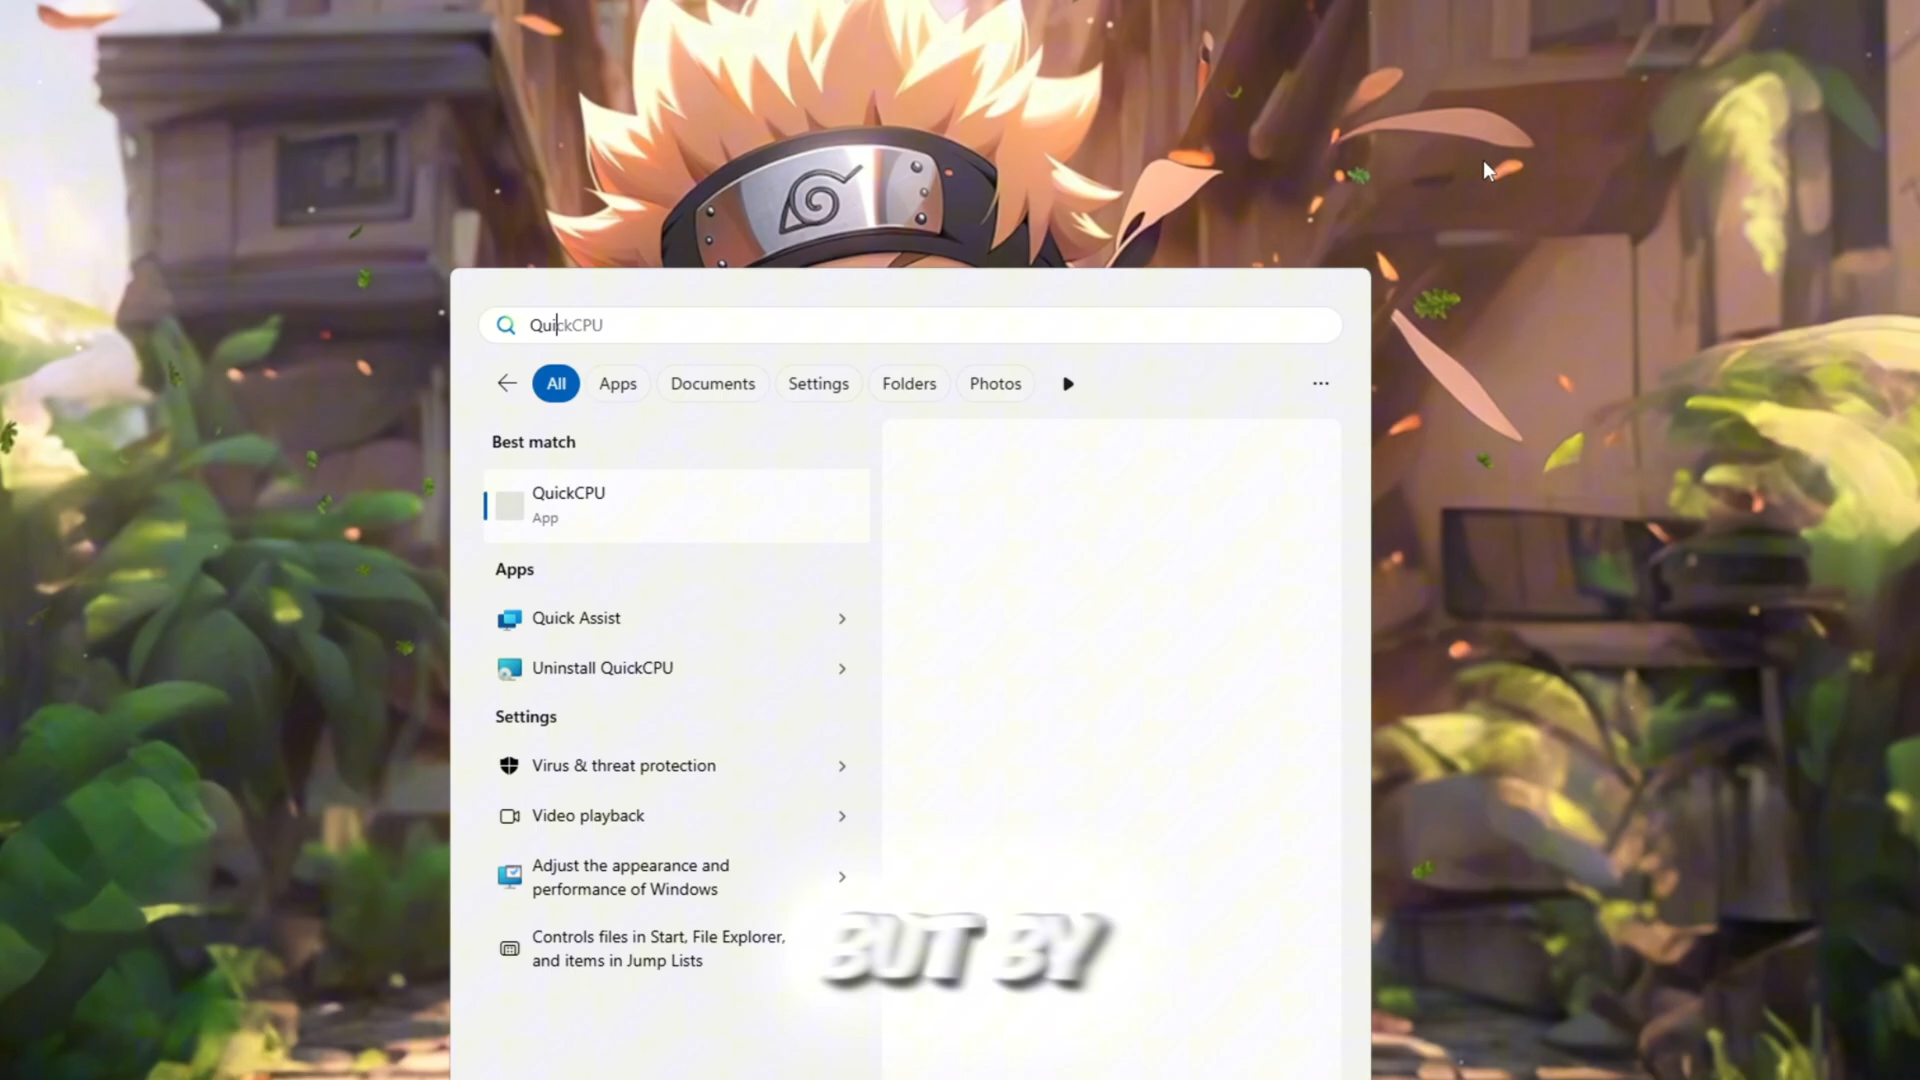 QuickCPU
All
Apps
Documents
Settings
Folders
Photos
Best match
QuickCPU
App
Apps
Quick Assist
Uninstall QuickCPU
Settings
Virus & threat protection
Video playback
Adjust the appearance and
performance of Windows
Controls files in Start, File Explorer,
and items in Jump Lists
BUT BY